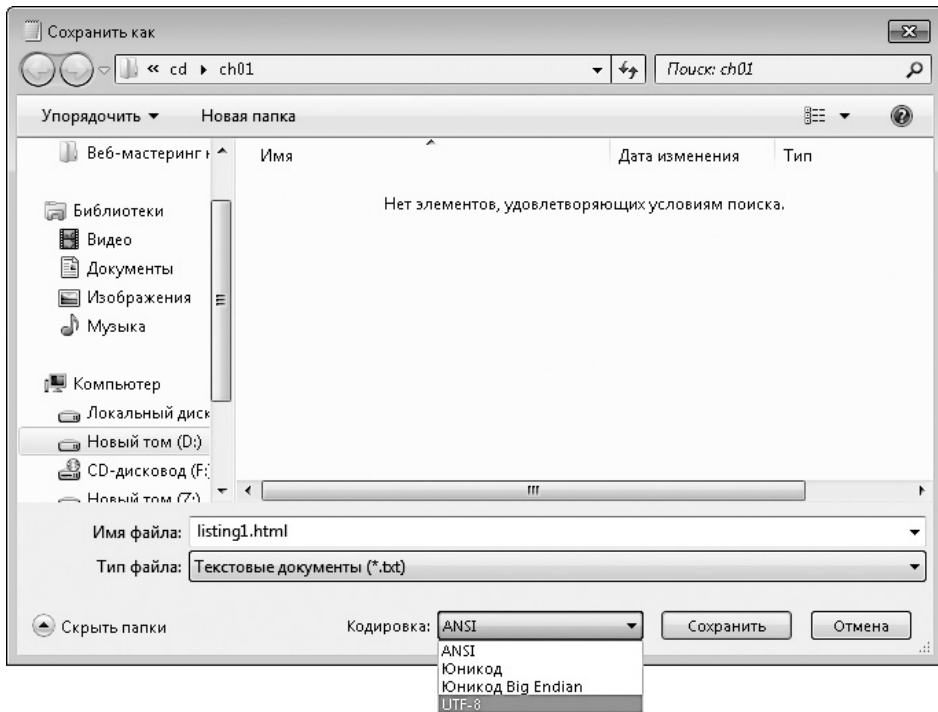 Сохранить как
« cd ▸ ch01
Поиск: ch01
Упорядочить ▼ Новая папка
Веб-мастеринг
Имя Дата изменения Тип
Нет элементов, удовлетворяющих условиям поиска.
Библиотеки
Видео
Документы
Изображения
Музыка
Компьютер
Локальный диск
Новый том (D:)
CD-дисковод (F:
Новый том (Z:)
Имя файла: listing1.html
Тип файла: Текстовые документы (*.txt)
Скрыть папки Кодировка: ANSI Сохранить Отмена
ANSI
Юникод
Юникод Big Endian
UTF-8